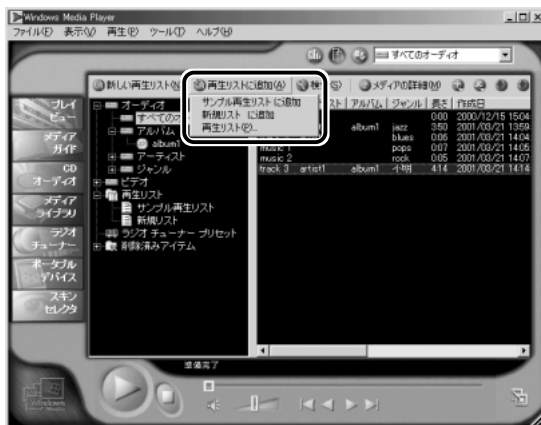 Windows Media Player
ファイル(F) 表示(V) 再生(P) ツール(T) ヘルプ(H)
すべてのオーディオ
新しい再生リスト(N) 再生リストに追加(A) 検 (S) メディアの詳細(M)
サンプル再生リスト に追加
新規リスト に追加
再生リスト(P)...
プレイ
ビュー
メディア
ガイド
CD
オーディオ
メディア
ライブラリ
ラジオ
チューナー
ポータブル
デバイス
スキン
セレクタ
オーディオ
すべてのオ
アルバム
album1
アーティスト
ジャンル
ビデオ
再生リスト
サンプル再生リスト
新規リスト
ラジオ チューナー プリセット
削除済みアイテム
スト アルバム ジャンル 長さ 作成日
0:00 2000/12/15 15:04
album1 jazz 3:50 2001/03/21 13:59
blues 0:06 2001/03/21 14:04
music 1 pops 0:07 2001/03/21 14:05
music 2 rock 0:05 2001/03/21 14:07
track 3 artist1 album1 不明 4:14 2001/03/21 14:14
準備完了
Windows Media